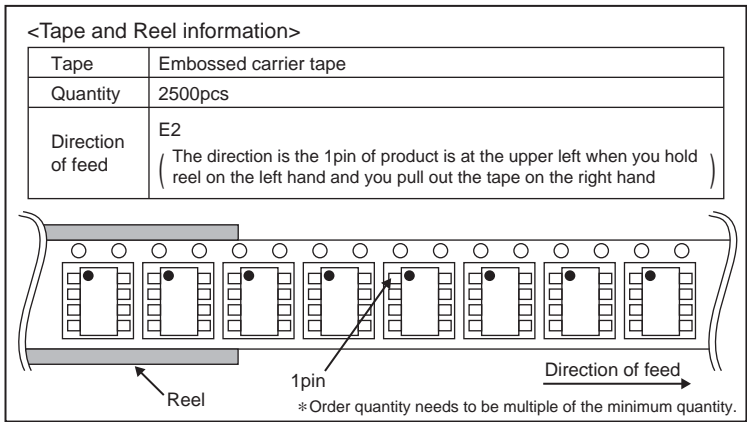 <Tape and Reel information>
Tape Embossed carrier tape
Quantity 2500pcs
Direction of feed E2
( The direction is the 1pin of product is at the upper left when you hold
reel on the left hand and you pull out the tape on the right hand )
Direction of feed
1pin
Reel
*Order quantity needs to be multiple of the minimum quantity.